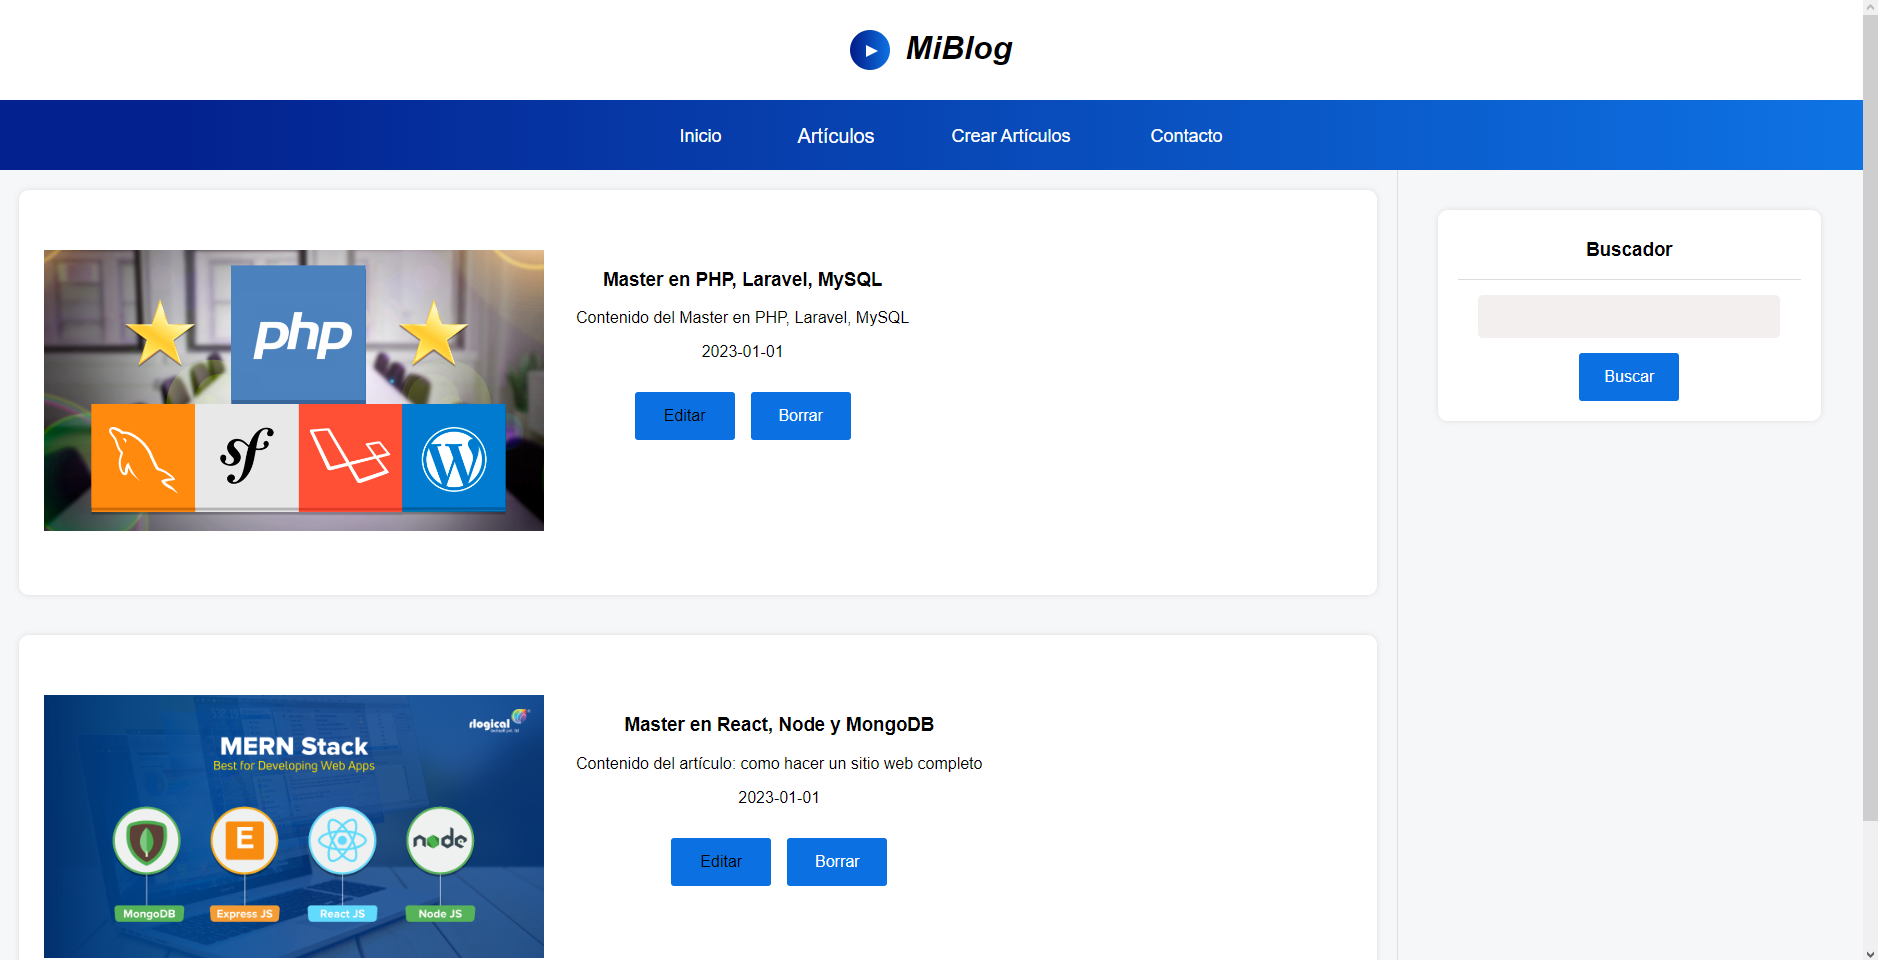 MiBlog
Inicio Artículos Crear Artículos Contacto
php
sf
W
Master en PHP, Laravel, MySQL
Contenido del Master en PHP, Laravel, MySQL
2023-01-01
Editar Borrar
Buscador
Buscar
rlogical
MERN Stack
Best for Developing Web Apps
E
node
MongoDB Express JS React JS Node JS
Master en React, Node y MongoDB
Contenido del artículo: como hacer un sitio web completo
2023-01-01
Editar Borrar